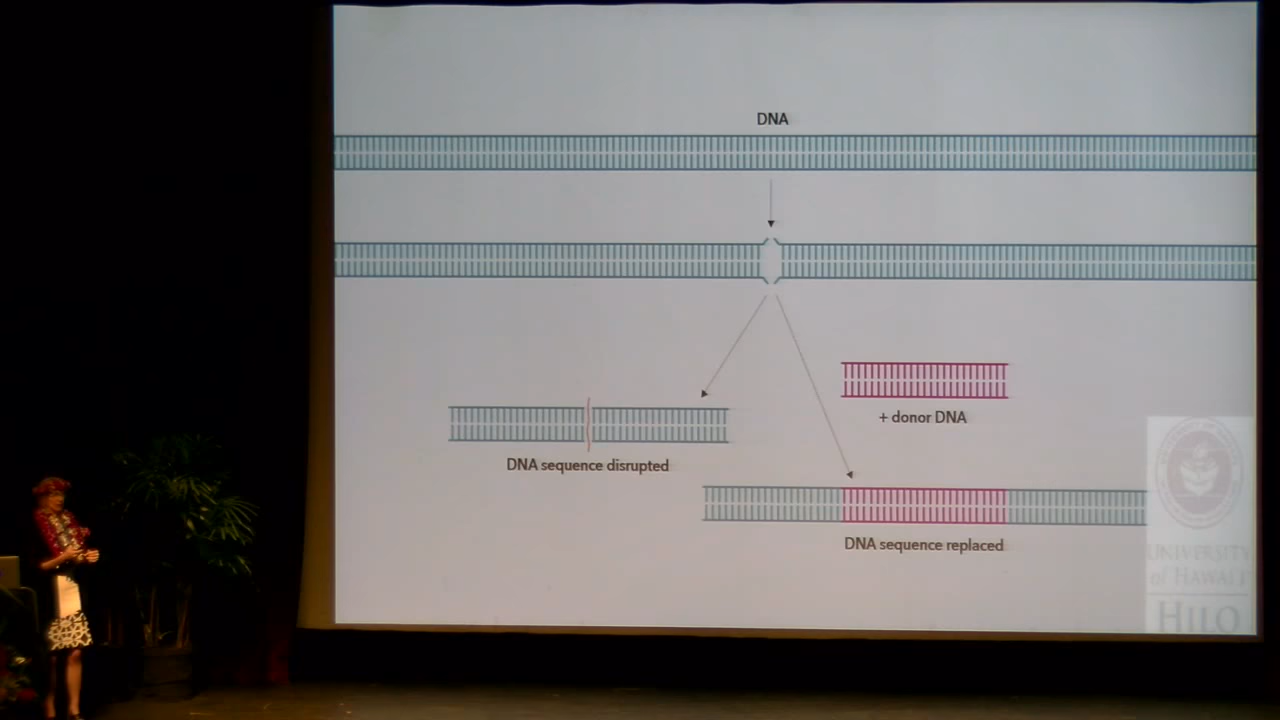 DNA
+ donor DNA
DNA sequence disrupted
DNA sequence replaced
UNIVERSITY
of HAWAI'I
HILO